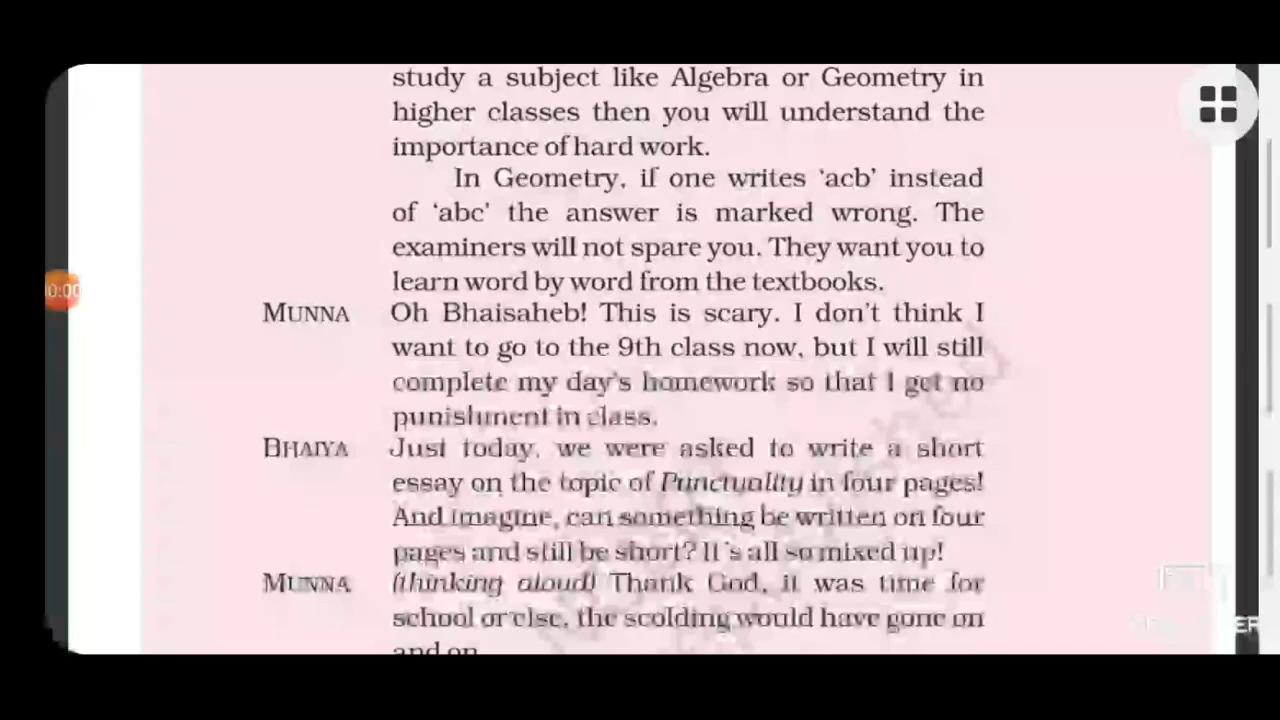 study a subject like Algebra or Geometry in
higher classes then you will understand the
importance of hard work.
In Geometry, if one writes ‘acb’ instead
of ‘abc’ the answer is marked wrong. The
examiners will not spare you. They want you to
learn word by word from the textbooks.
MUNNA Oh Bhaisaheb! This is scary. I don’t think I
want to go to the 9th class now, but I will still
complete my day’s homework so that I get no
punishment in class.
BHAIYA Just today, we were asked to write a short
essay on the topic of Punctuality in four pages!
And imagine, can something be written on four
pages and still be short? It’s all so mixed up!
MUNNA (thinking aloud) Thank God, it was time for
school or else, the scolding would have gone on
and on
00:00